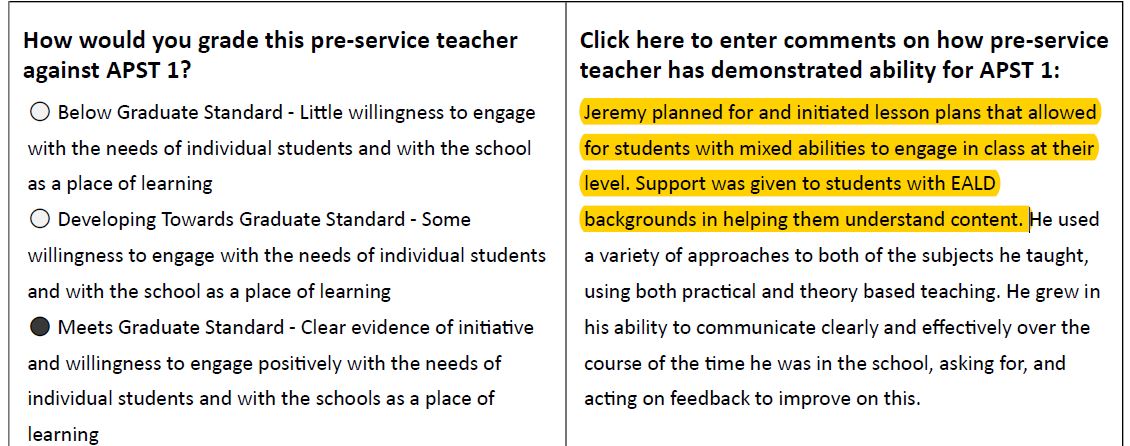 How would you grade this pre-service teacher
against APST 1?
Below Graduate Standard - Little willingness to engage
with the needs of individual students and with the school
as a place of learning
Developing Towards Graduate Standard - Some
willingness to engage with the needs of individual students
and with the school as a place of learning
Meets Graduate Standard - Clear evidence of initiative
and willingness to engage positively with the needs of
individual students and with the schools as a place of
learning
Click here to enter comments on how pre-service
teacher has demonstrated ability for APST 1:
Jeremy planned for and initiated lesson plans that allowed
for students with mixed abilities to engage in class at their
level. Support was given to students with EALD
backgrounds in helping them understand content. He used
a variety of approaches to both of the subjects he taught,
using both practical and theory based teaching. He grew in
his ability to communicate clearly and effectively over the
course of the time he was in the school, asking for, and
acting on feedback to improve on this.